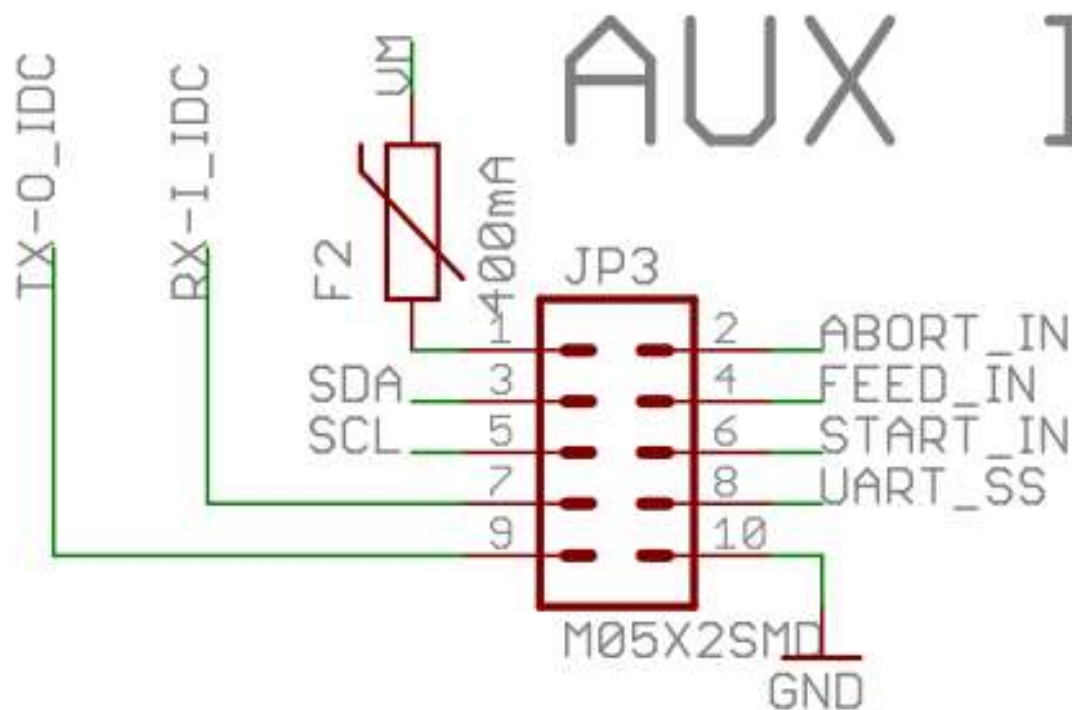 AUX I
VM
TX-O_IDC
RX-I_IDC
F2
400mA
JP3
1 2 ABORT_IN
SDA 3 4 FEED_IN
SCL 5 6 START_IN
7 8 UART_SS
9 10
M05X2SMD
GND